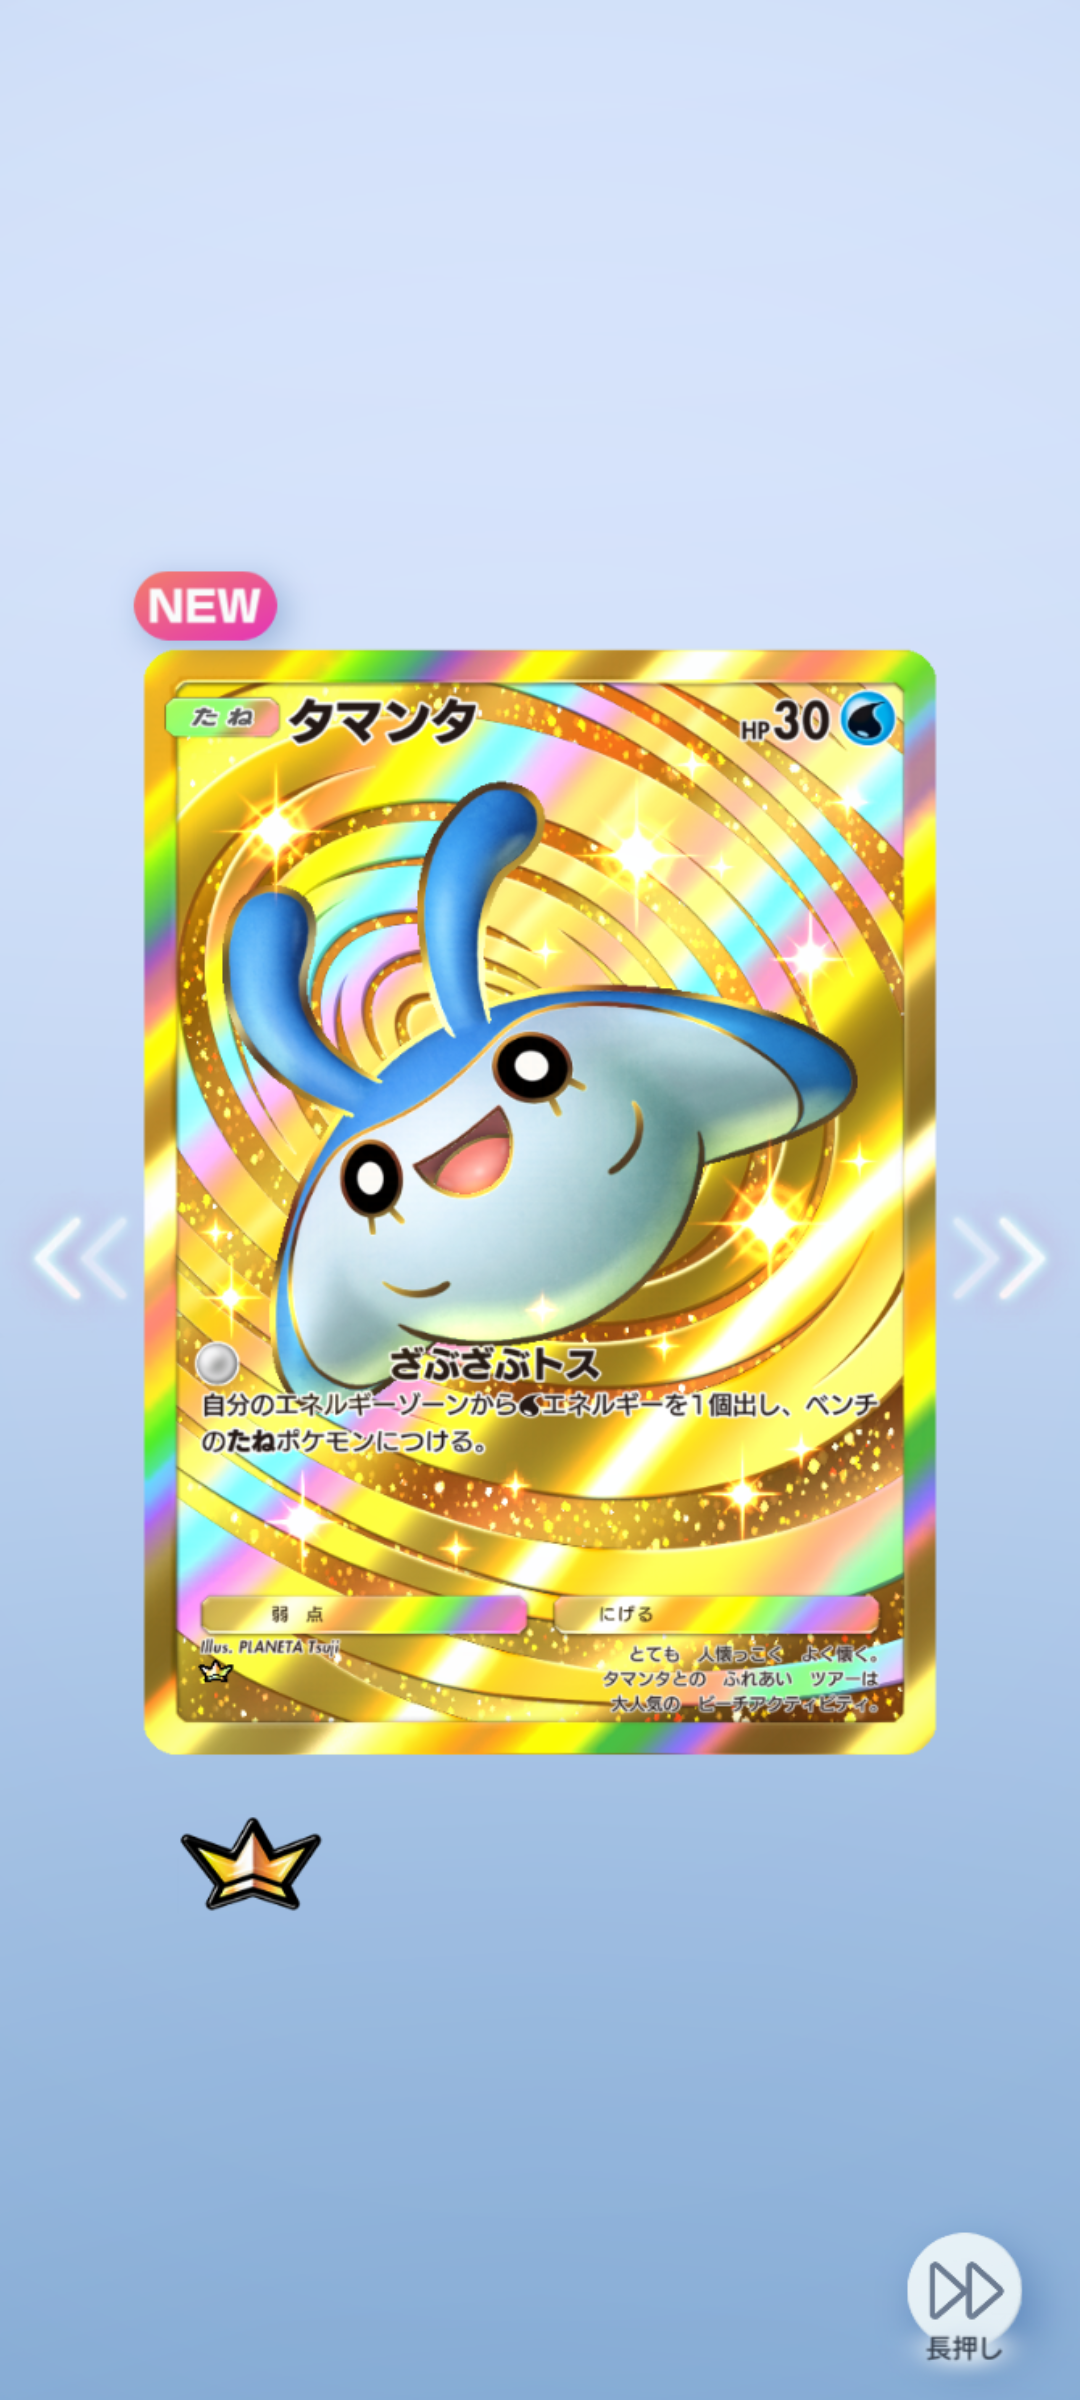 NEW
たね タマンタ HP30
ざぶざぶトス
自分のエネルギーゾーンからエネルギーを1個出し、ベンチ
のたねポケモンにつける。
弱点 にげる
Illus. PLANETA Tsuji
とても 人懐っこく よく懐く。
タマンタとの ふれあい ツアーは
大人気の ビーチアクティビティ。
長押し